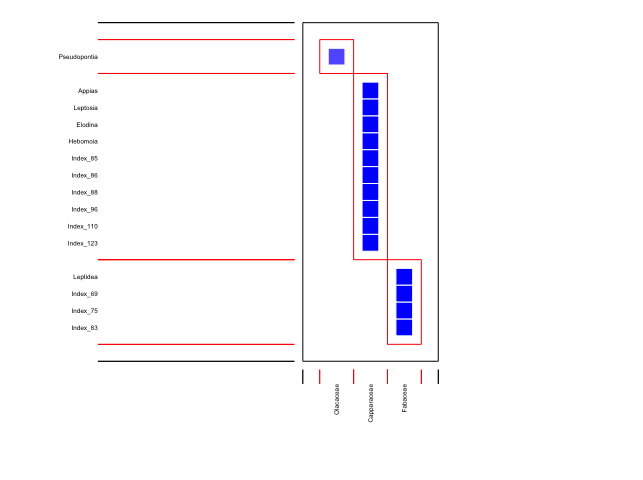 Pseudopontia
Appias
Leptosia
Elodina
Hebomoia
Index_85
Index_86
Index_88
Index_96
Index_110
Index_123
Leptidea
Index_69
Index_75
Index_83
Olacaceae
Capparaceae
Fabaceae